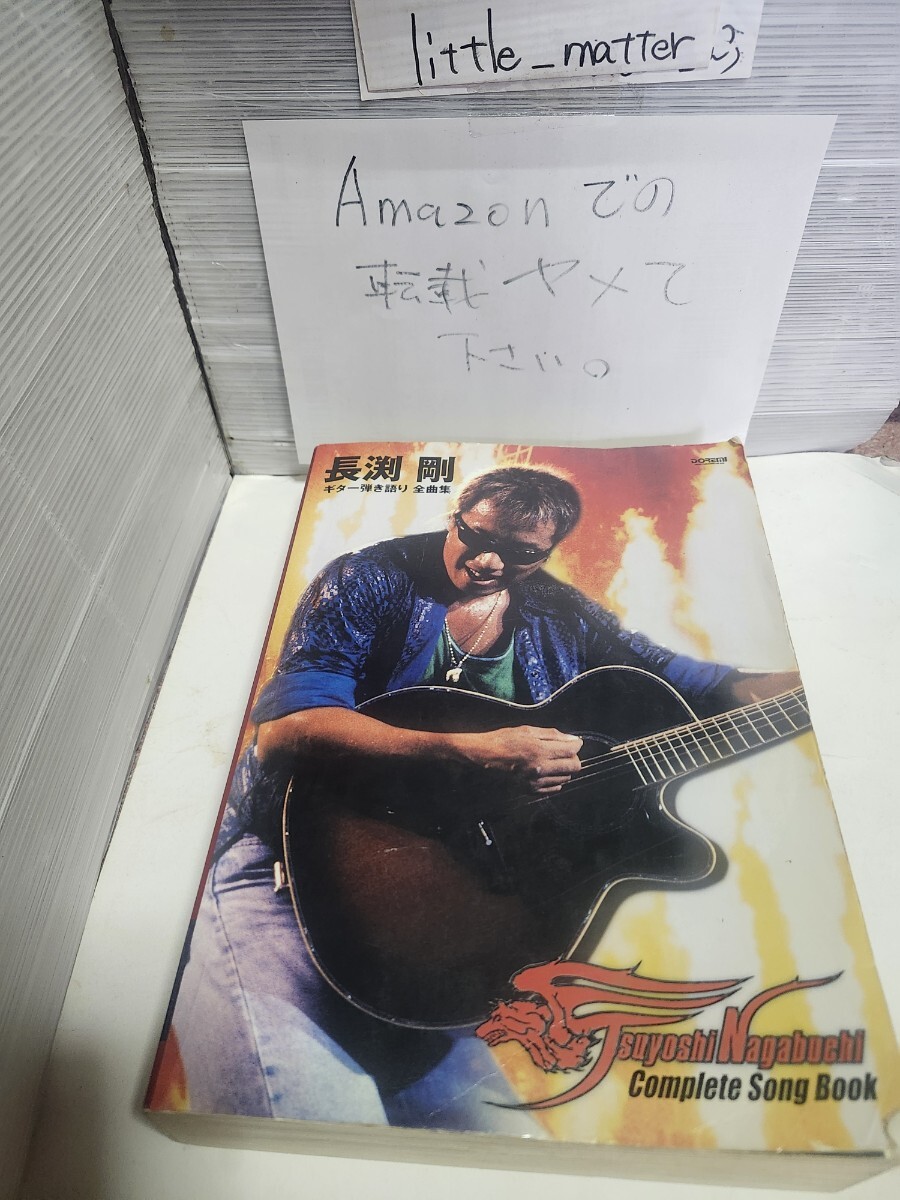 little_matter
Amazonでの
転載ヤメて
下さい。
長渕 剛
DOREMI
ギター弾き語り 全曲集
Tsuyoshi Nagabuchi
Complete Song Book